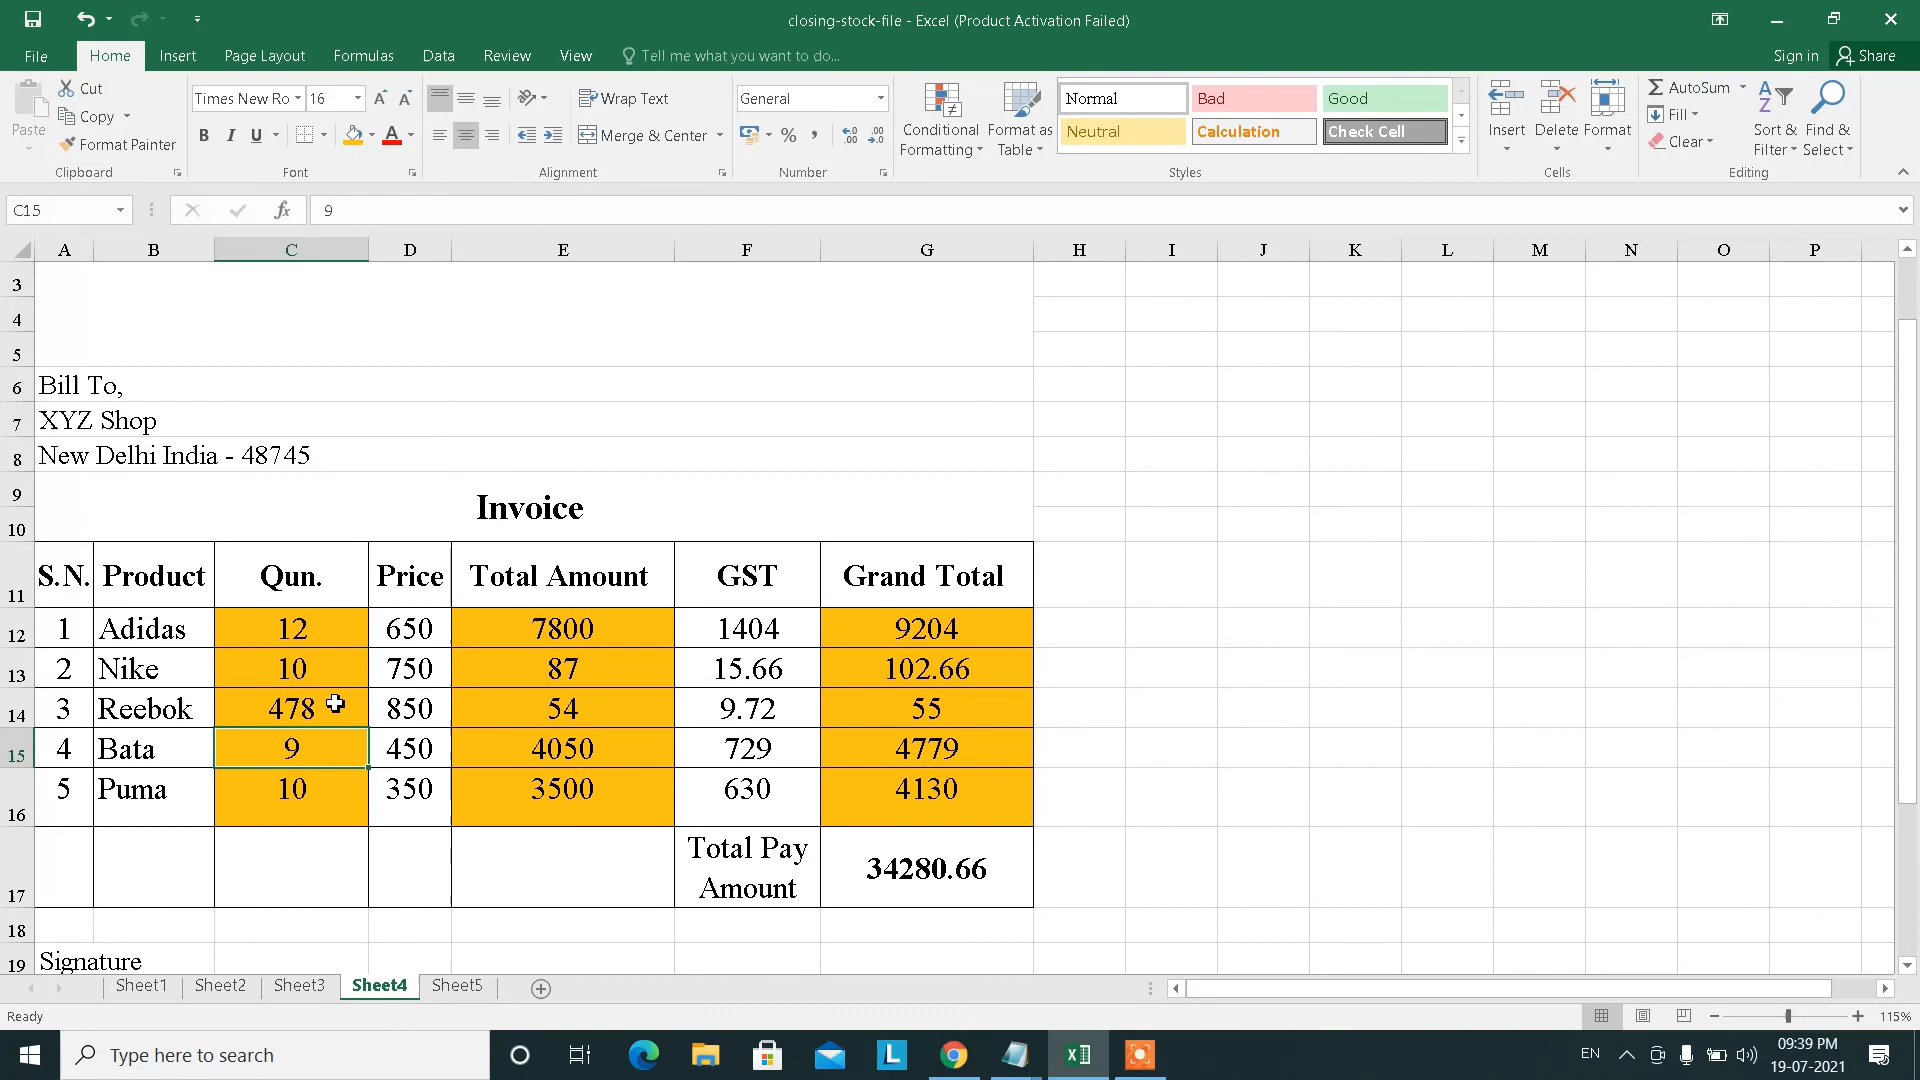 closing-stock-file - Excel (Product Activation Failed)
File Home Insert Page Layout Formulas Data Review View Tell me what you want to do... Sign in Share
Paste
Cut
Copy
Format Painter
Clipboard
Times New Ro 16
B I U
Font
Wrap Text
Merge & Center
Alignment
General
Number
Conditional Formatting
Format as Table
Normal Bad Good
Neutral Calculation Check Cell
Styles
Insert Delete Format
Cells
AutoSum
Fill
Clear
Sort & Filter
Find & Select
Editing
C15 fx 9
A B C D E F G H I J K L M N O P
3
4
5
6 Bill To,
7 XYZ Shop
8 New Delhi India - 48745
9
Invoice
10
11 S.N. Product Qun. Price Total Amount GST Grand Total
12 1 Adidas 12 650 7800 1404 9204
13 2 Nike 10 750 87 15.66 102.66
14 3 Reebok 478 850 54 9.72 55
15 4 Bata 9 450 4050 729 4779
16 5 Puma 10 350 3500 630 4130
17 Total Pay Amount 34280.66
18
19 Signature
Sheet1 Sheet2 Sheet3 Sheet4 Sheet5
Ready 115%
Type here to search
EN 09:39 PM
19-07-2021